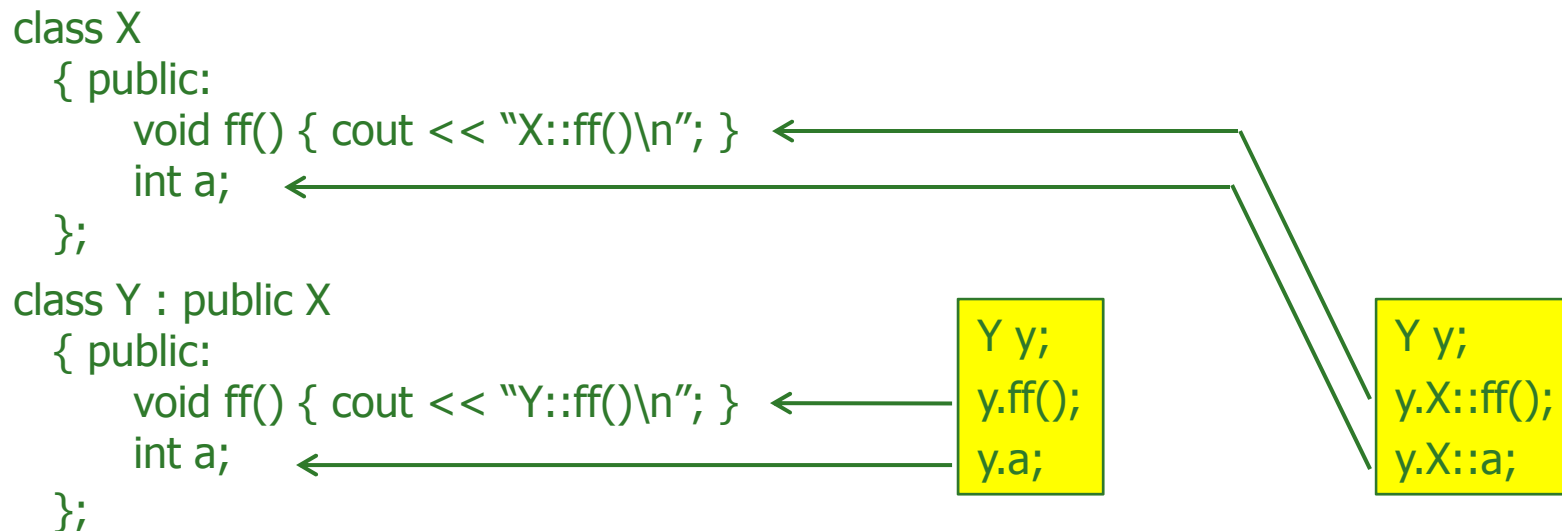 class X
{ public:
void ff() { cout << “X::ff()\n”; }
int a;
};
class Y : public X
{ public:
void ff() { cout << “Y::ff()\n”; }
int a;
};
Y y;
y.ff();
y.a;
Y y;
y.X::ff();
y.X::a;